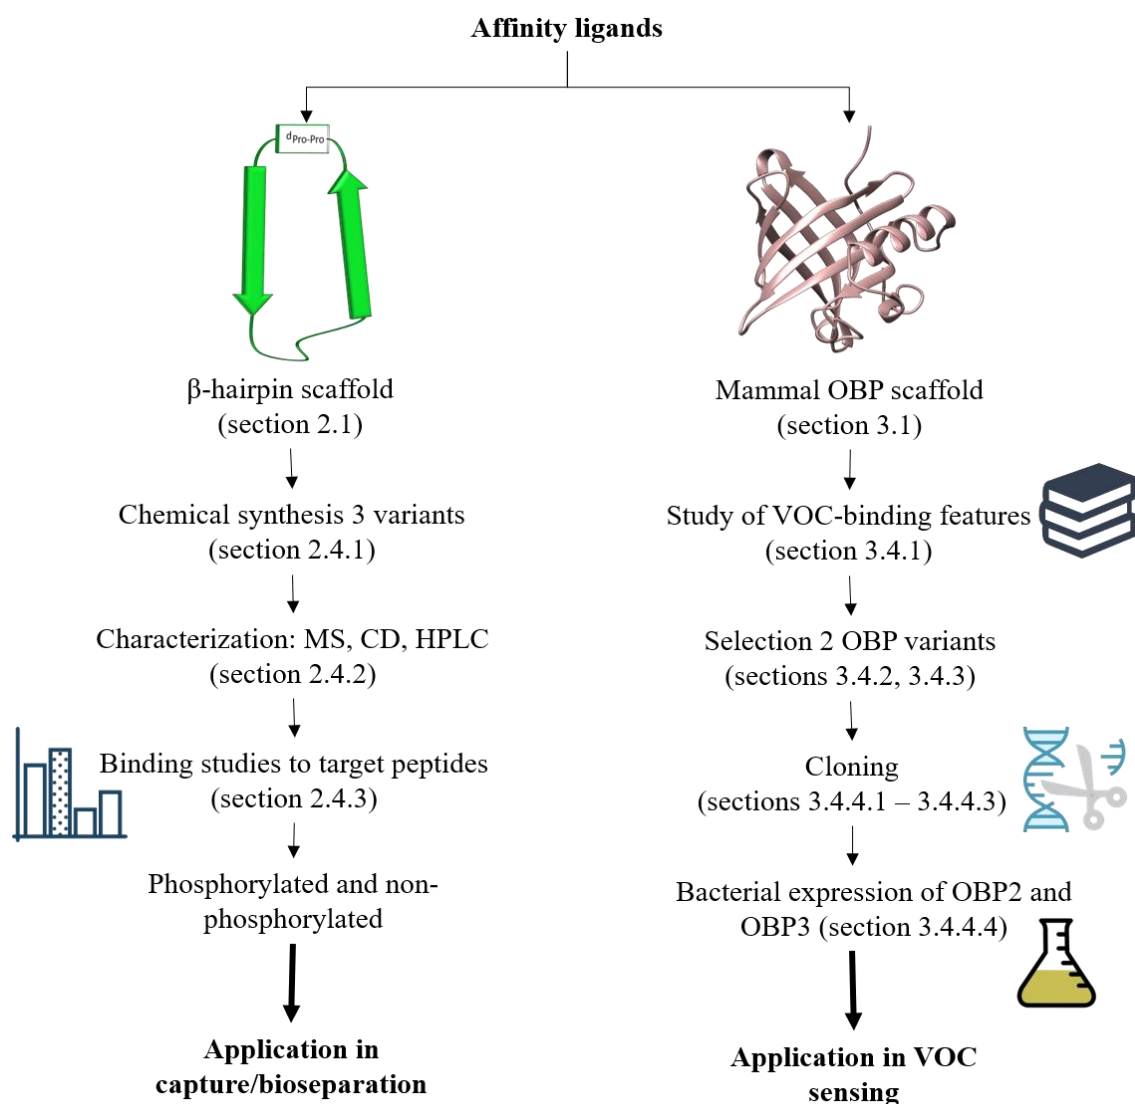 Affinity ligands
dPro-Pro
β-hairpin scaffold
(section 2.1)
Chemical synthesis 3 variants
(section 2.4.1)
Characterization: MS, CD, HPLC
(section 2.4.2)
Binding studies to target peptides
(section 2.4.3)
Phosphorylated and non-
phosphorylated
Application in
capture/bioseparation
Mammal OBP scaffold
(section 3.1)
Study of VOC-binding features
(section 3.4.1)
Selection 2 OBP variants
(sections 3.4.2, 3.4.3)
Cloning
(sections 3.4.4.1 – 3.4.4.3)
Bacterial expression of OBP2 and
OBP3 (section 3.4.4.4)
Application in VOC
sensing